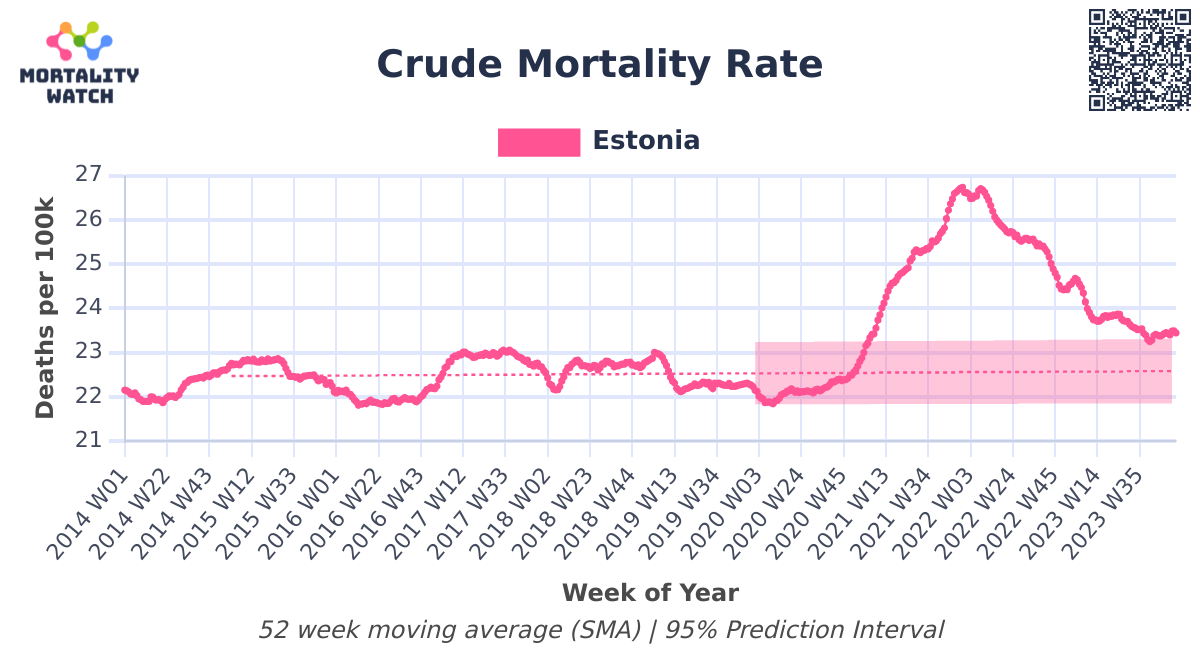 MORTALITY
WATCH
Crude Mortality Rate
Estonia
Deaths per 100k
27
26
25
24
23
22
21
2014 W01
2014 W22
2014 W43
2015 W12
2015 W33
2016 W01
2016 W22
2016 W43
2017 W12
2017 W33
2018 W02
2018 W23
2018 W44
2019 W13
2019 W34
2020 W03
2020 W24
2020 W45
2021 W13
2021 W34
2022 W03
2022 W24
2022 W45
2023 W14
2023 W35
Week of Year
52 week moving average (SMA) | 95% Prediction Interval